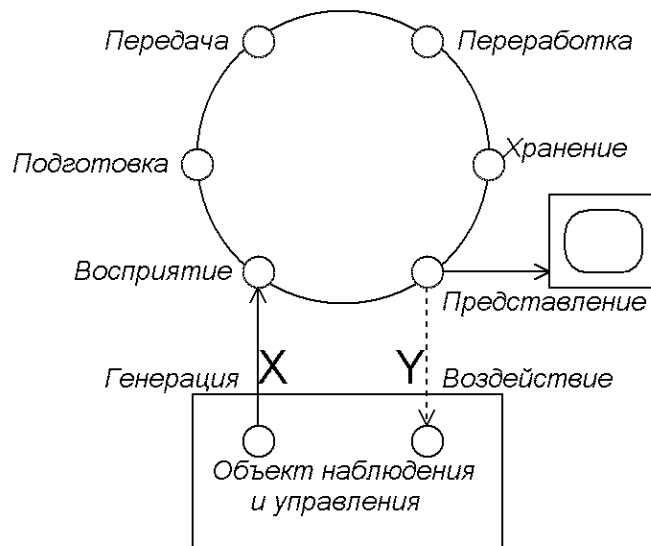 Передача
Переработка
Подготовка
Хранение
Восприятие
Представление
Генерация X
Y Воздействие
Объект наблюдения
и управления